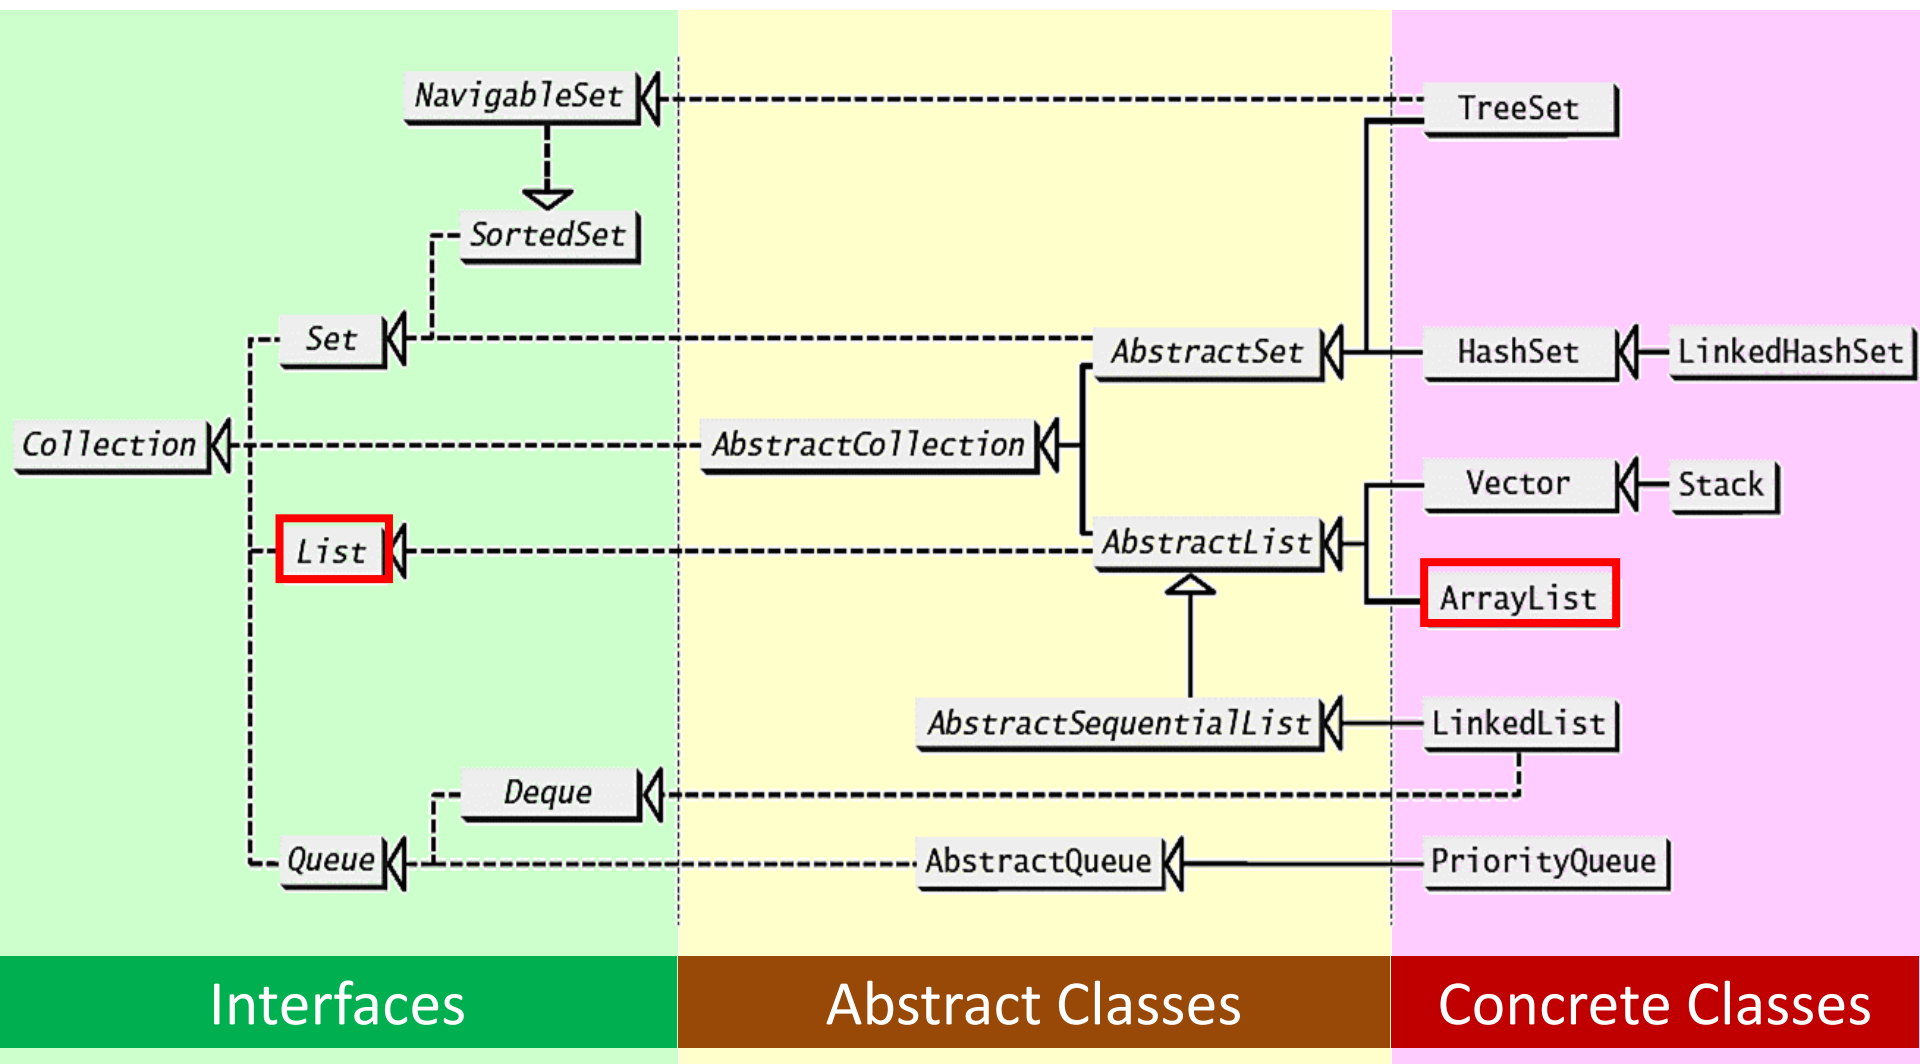 NavigableSet
TreeSet
SortedSet
Set
AbstractSet
HashSet
LinkedHashSet
Collection
AbstractCollection
Vector
Stack
List
AbstractList
ArrayList
AbstractSequentialList
LinkedList
Deque
Queue
AbstractQueue
PriorityQueue
Interfaces
Abstract Classes
Concrete Classes